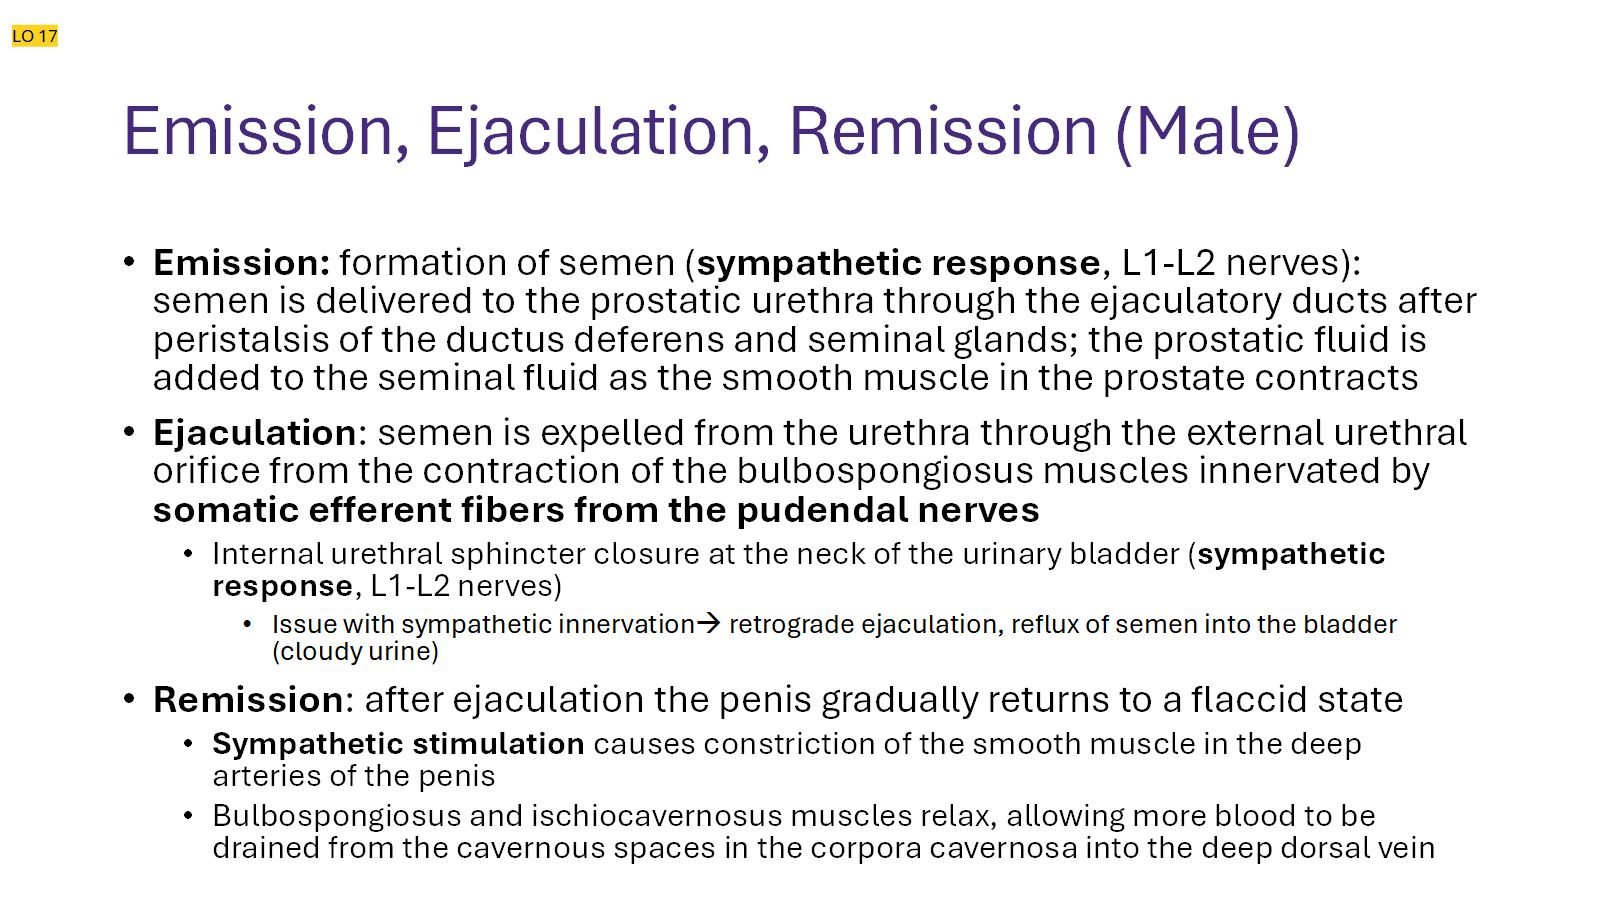 LO 17
Emission, Ejaculation, Remission (Male)
• Emission: formation of semen (sympathetic response, L1-L2 nerves):
semen is delivered to the prostatic urethra through the ejaculatory ducts after
peristalsis of the ductus deferens and seminal glands; the prostatic fluid is
added to the seminal fluid as the smooth muscle in the prostate contracts
• Ejaculation: semen is expelled from the urethra through the external urethral
orifice from the contraction of the bulbospongiosus muscles innervated by
somatic efferent fibers from the pudendal nerves
• Internal urethral sphincter closure at the neck of the urinary bladder (sympathetic
response, L1-L2 nerves)
• Issue with sympathetic innervation→ retrograde ejaculation, reflux of semen into the bladder
(cloudy urine)
• Remission: after ejaculation the penis gradually returns to a flaccid state
• Sympathetic stimulation causes constriction of the smooth muscle in the deep
arteries of the penis
• Bulbospongiosus and ischiocavernosus muscles relax, allowing more blood to be
drained from the cavernous spaces in the corpora cavernosa into the deep dorsal vein